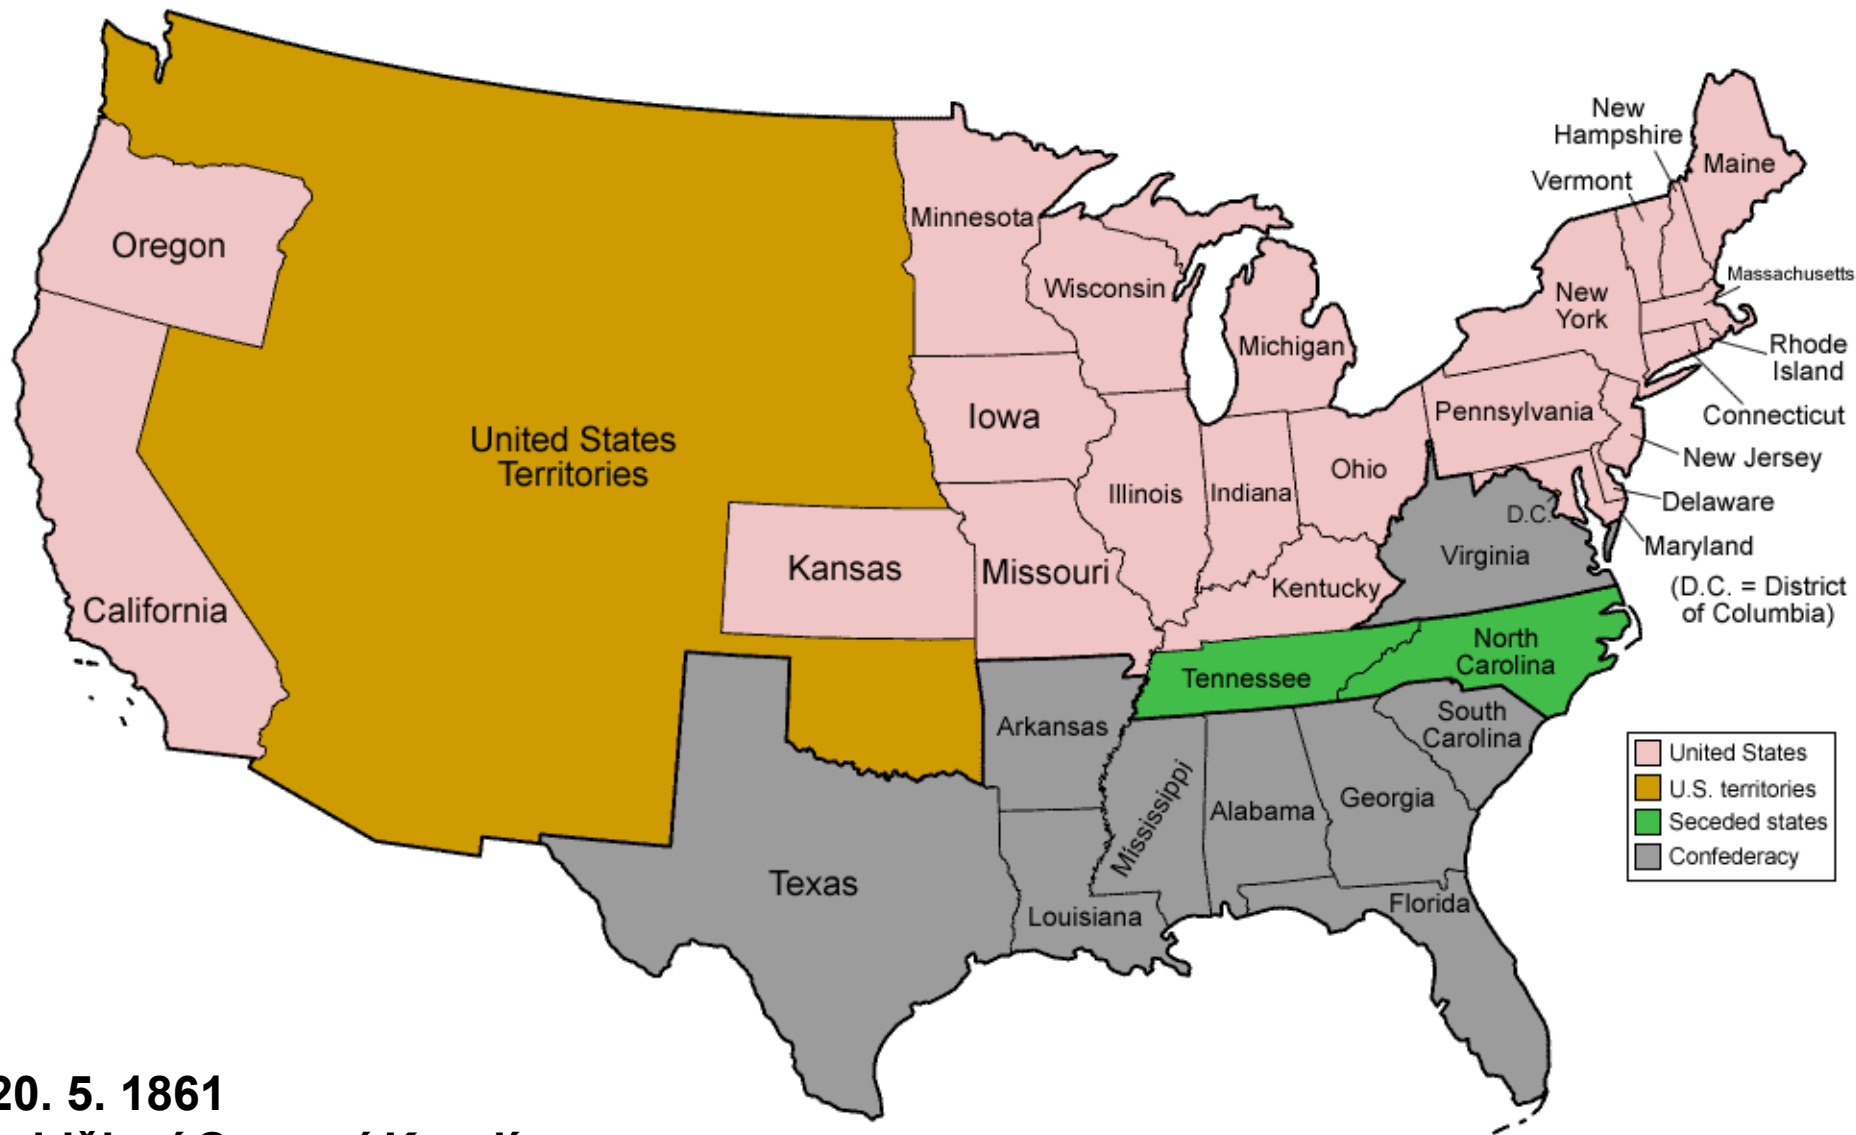 New
Hampshire
Maine
Vermont
Minnesota
Oregon
Massachusetts
Wisconsin
New
York
Michigan
Rhode
Island
Iowa
Pennsylvania
Connecticut
United States
Territories
New Jersey
Ohio
Illinois
Indiana
Delaware
D.C.
Kansas
Missouri
Virginia
Maryland
Kentucky
(D.C. = District
of Columbia)
California
North
Carolina
Tennessee
Arkansas
South
Carolina
United States
U.S. territories
Seceded states
Confederacy
Mississippi
Alabama
Georgia
Texas
Louisiana
Florida
20. 5. 1861